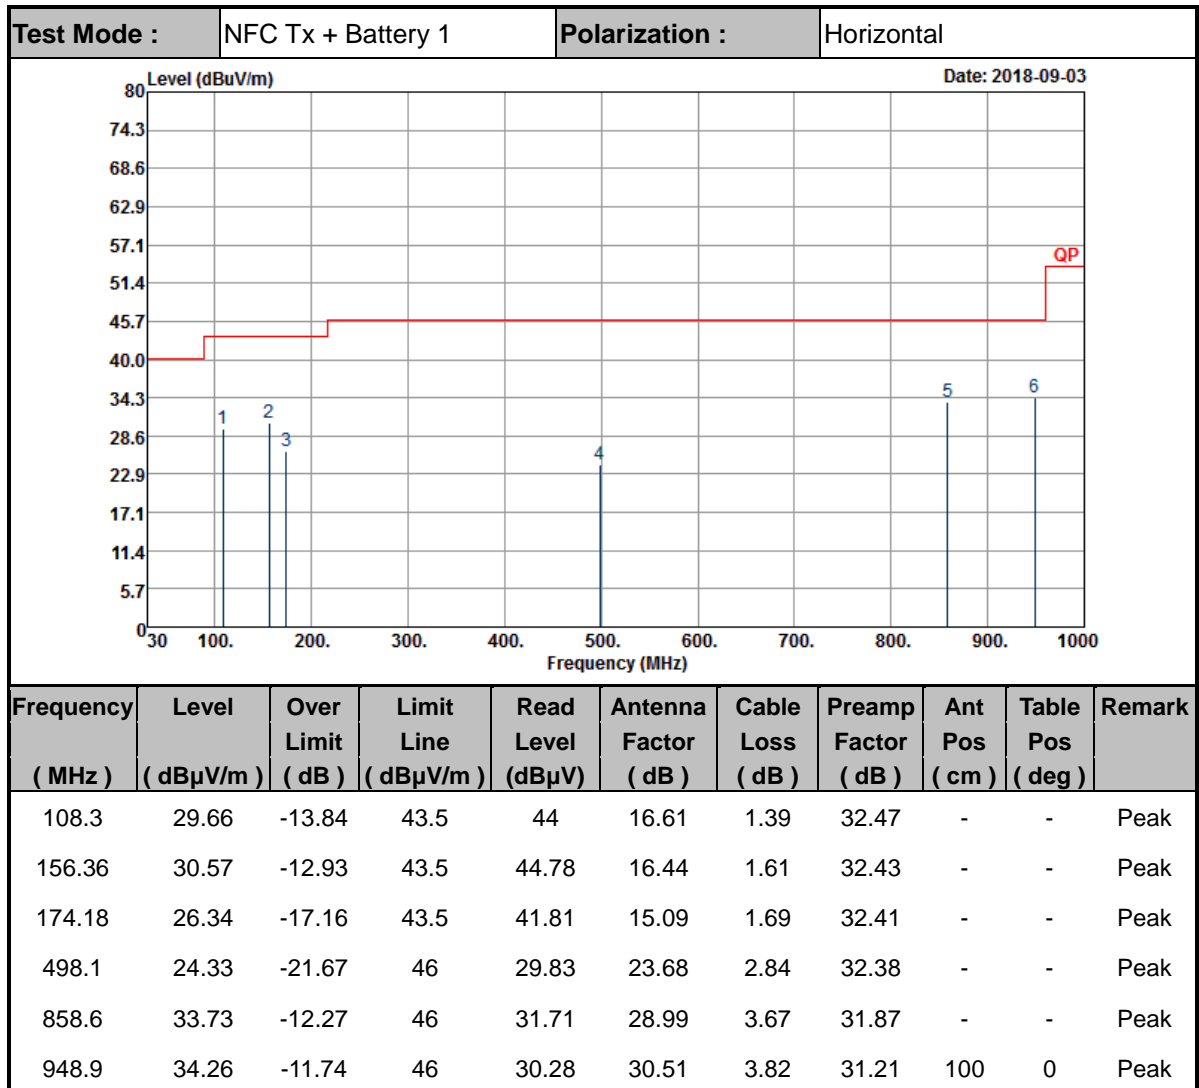 Test Mode : NFC Tx + Battery 1 Polarization : Horizontal
Level (dBuV/m) Date: 2018-09-03
80
74.3
68.6
62.9
57.1
QP
51.4
45.7
40.0
34.3
28.6
22.9
17.1
11.4
5.7
0
1 2 3 4 5 6
30 100. 200. 300. 400. 500. 600. 700. 800. 900. 1000
Frequency (MHz)
Frequency Level Over Limit Read Antenna Cable Preamp Ant Table Remark
Limit Line Level Factor Loss Factor Pos Pos
( MHz ) ( dBµV/m ) ( dB ) ( dBµV/m ) (dBµV) ( dB ) ( dB ) ( dB ) ( cm ) ( deg )
108.3 29.66 -13.84 43.5 44 16.61 1.39 32.47 - - Peak
156.36 30.57 -12.93 43.5 44.78 16.44 1.61 32.43 - - Peak
174.18 26.34 -17.16 43.5 41.81 15.09 1.69 32.41 - - Peak
498.1 24.33 -21.67 46 29.83 23.68 2.84 32.38 - - Peak
858.6 33.73 -12.27 46 31.71 28.99 3.67 31.87 - - Peak
948.9 34.26 -11.74 46 30.28 30.51 3.82 31.21 100 0 Peak